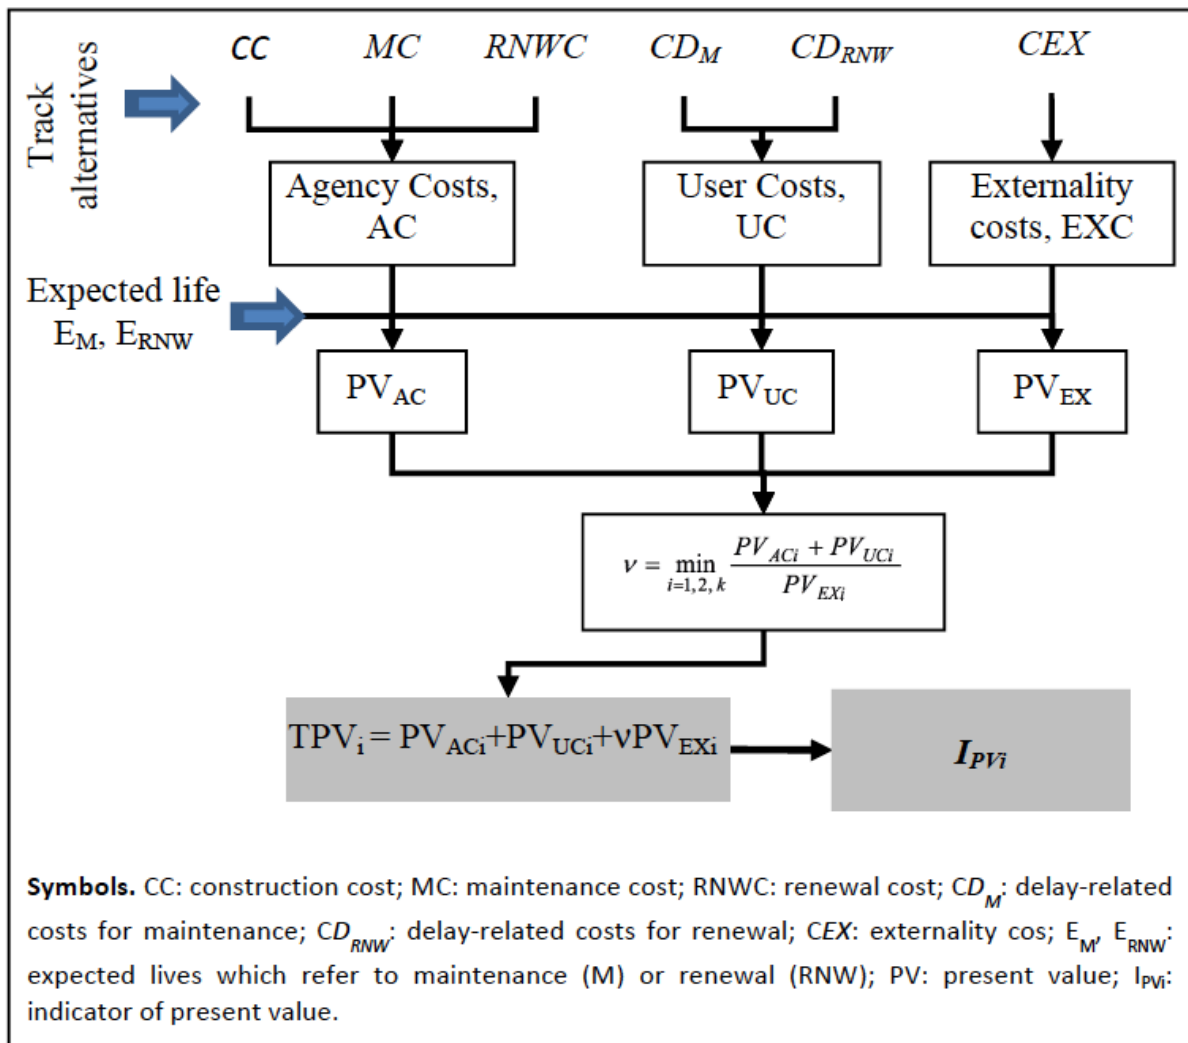 Track
alternatives
CC MC RNWC CD_M CD_RNW CEX
Agency Costs,
AC
User Costs,
UC
Externality
costs, EXC
Expected life
E_M, E_RNW
PV_AC
PV_UC
PV_EX
ν = min_{i=1,2,k} (PV_ACi + PV_UCi) / PV_EXi
TPV_i = PV_ACi+PV_UCi+νPV_EXi
I_PVi
Symbols. CC: construction cost; MC: maintenance cost; RNWC: renewal cost; CD_M: delay-related
costs for maintenance; CD_RNW: delay-related costs for renewal; CEX: externality cos; E_M, E_RNW:
expected lives which refer to maintenance (M) or renewal (RNW); PV: present value; I_PVi:
indicator of present value.